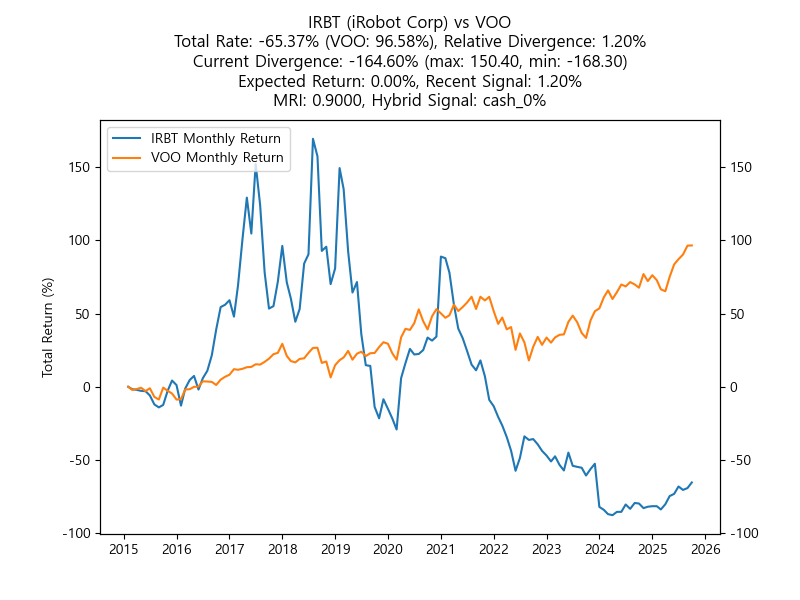 IRBT (iRobot Corp) vs VOO
Total Rate: -65.37% (VOO: 96.58%), Relative Divergence: 1.20%
Current Divergence: -164.60% (max: 150.40, min: -168.30)
Expected Return: 0.00%, Recent Signal: 1.20%
MRI: 0.9000, Hybrid Signal: cash_0%
IRBT Monthly Return
VOO Monthly Return
Total Return (%)
150
100
50
0
-50
-100
150
100
50
0
-50
-100
2015 2016 2017 2018 2019 2020 2021 2022 2023 2024 2025 2026